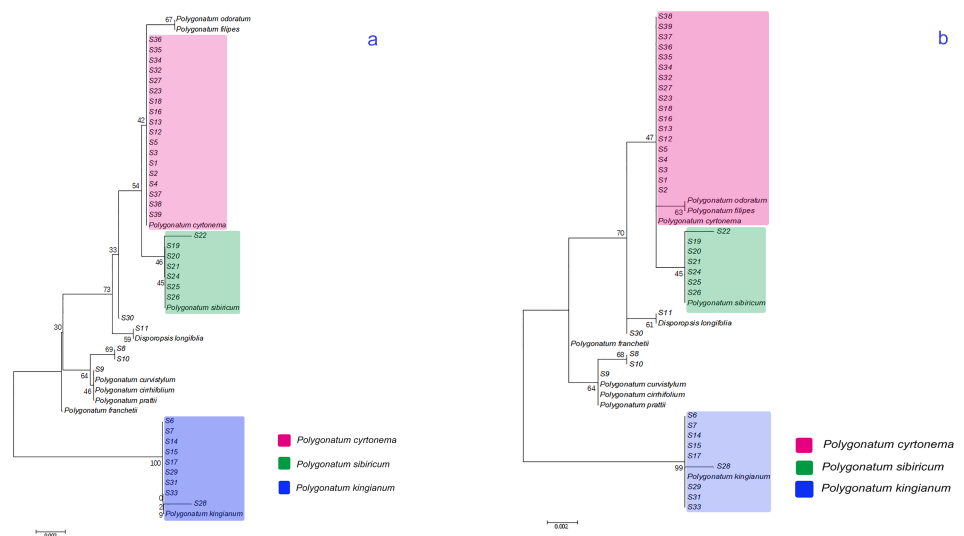 a
67
Polygonatum odoratum
Polygonatum filipes
S36
S35
S34
S32
S27
S23
S18
S16
S13
S12
S5
S3
S1
S2
S4
S37
S38
S39
Polygonatum cyrtonema
42
54
S22
S19
S20
S21
S24
S25
S26
Polygonatum sibiricum
46
45
33
73
S30
S11
Disporopsis longifolia
59
30
69
S8
S10
S9
64
Polygonatum curvistylum
Polygonatum cirrhifolium
46
Polygonatum prattii
Polygonatum franchetii
S6
S7
S14
S15
S17
100
S29
S31
S33
0
S28
2
9
Polygonatum kingianum
0.002
Polygonatum cyrtonema
Polygonatum sibiricum
Polygonatum kingianum
b
S38
S39
S37
S36
S35
S34
S32
S27
S23
S18
S16
S13
S12
S5
S4
S3
S1
S2
47
Polygonatum odoratum
Polygonatum filipes
63
Polygonatum cyrtonema
S22
S19
S20
S21
S24
S25
S26
Polygonatum sibiricum
45
70
S11
Disporopsis longifolia
61
S30
Polygonatum franchetii
68
S8
S10
S9
64
Polygonatum curvistylum
Polygonatum cirrhifolium
Polygonatum prattii
S6
S7
S14
S15
S17
99
S28
Polygonatum kingianum
S29
S31
S33
0.002
Polygonatum cyrtonema
Polygonatum sibiricum
Polygonatum kingianum